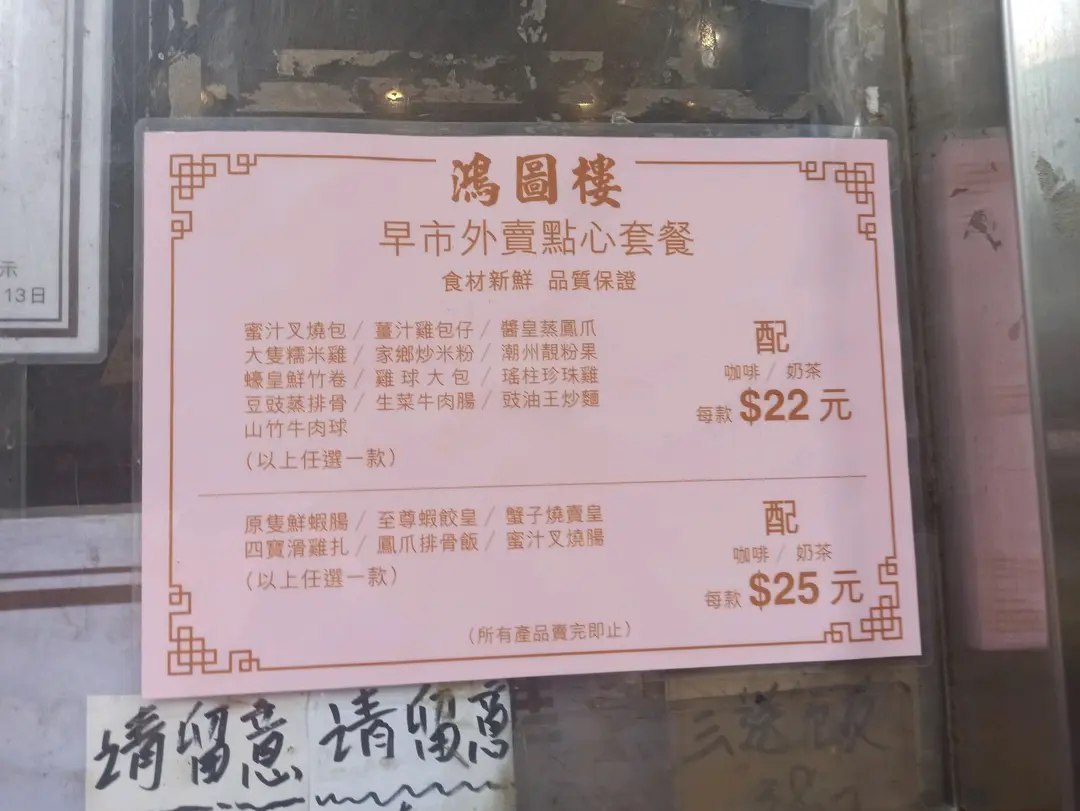 鴻圖樓
早市外賣點心套餐
食材新鮮 品質保證
蜜汁叉燒包 / 薑汁雞包仔 / 醬皇蒸鳳爪
大隻糯米雞 / 家鄉炒米粉 / 潮州靚粉果
蠔皇鮮竹卷 / 雞球大包 / 瑤柱珍珠雞
豆豉蒸排骨 / 生菜牛肉腸 / 豉油王炒麵
山竹牛肉球
(以上任選一款)
配
咖啡 / 奶茶
每款 $22 元
原隻鮮蝦腸 / 至尊蝦餃皇 / 蟹子燒賣皇
四寶滑雞扎 / 鳳爪排骨飯 / 蜜汁叉燒腸
(以上任選一款)
配
咖啡 / 奶茶
每款 $25 元
(所有產品賣完即止)
示
13日
請留意
请留意